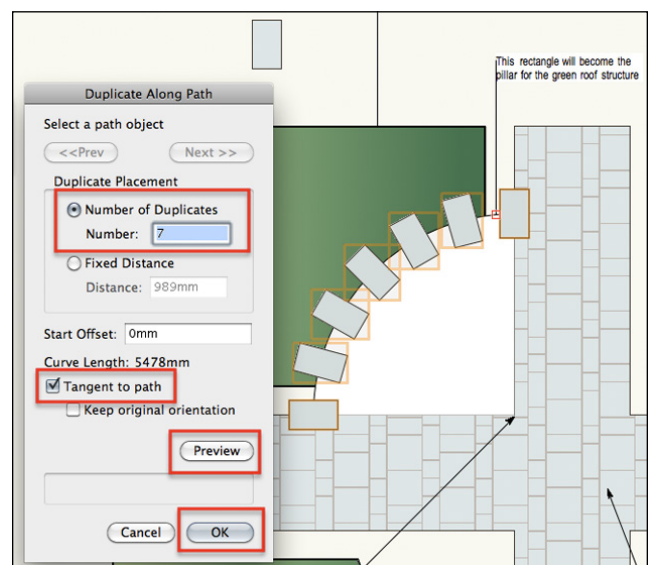 This rectangle will become the
pillar for the green roof structure
Duplicate Along Path
Select a path object
<<Prev
Next >>
Duplicate Placement
Number of Duplicates
Number: 7
Fixed Distance
Distance: 989mm
Start Offset: 0mm
Curve Length: 5478mm
Tangent to path
Keep original orientation
Preview
Cancel
OK